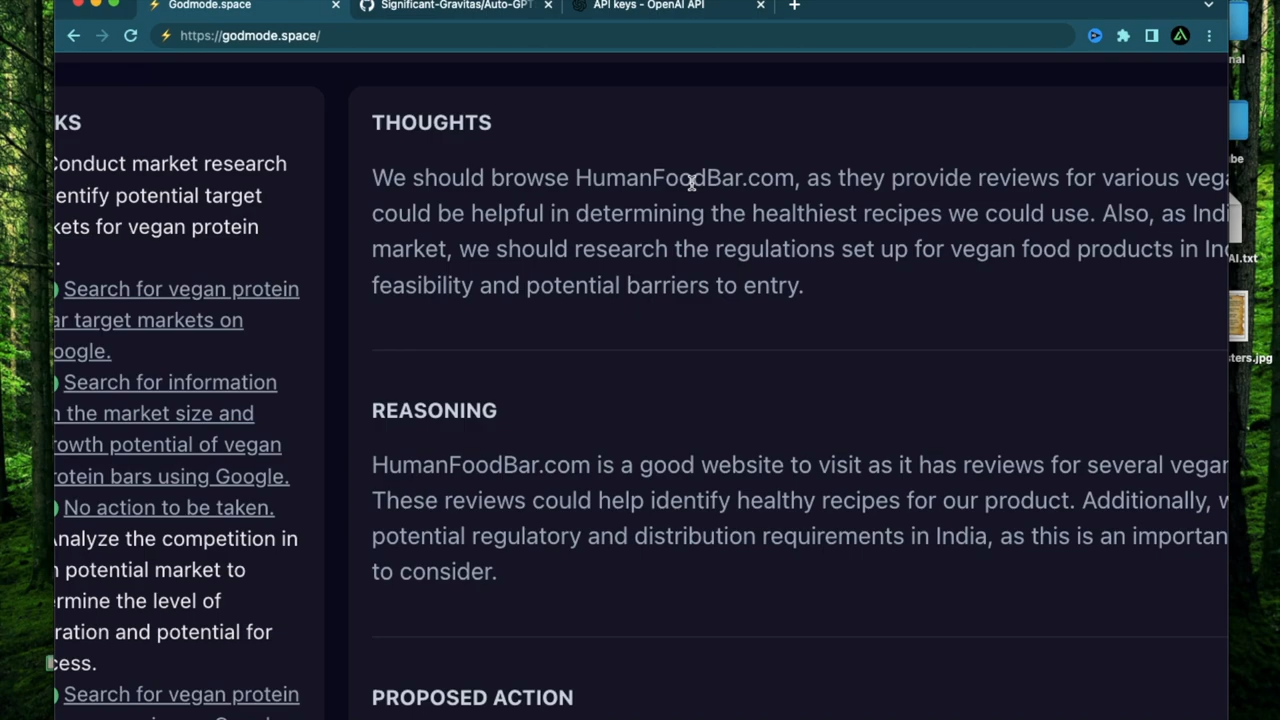 Godmode.space
Significant-Gravitas/Auto-GPT
API keys - OpenAI API
https://godmode.space/
nal
be
AI.txt
ters.jpg
KS
Conduct market research
entify potential target
kets for vegan protein
.
Search for vegan protein
ar target markets on
oogle.
Search for information
n the market size and
rowth potential of vegan
rotein bars using Google.
No action to be taken.
Analyze the competition in
h potential market to
ermine the level of
ration and potential for
cess.
Search for vegan protein
THOUGHTS
We should browse HumanFoodBar.com, as they provide reviews for various vega
could be helpful in determining the healthiest recipes we could use. Also, as Indi
market, we should research the regulations set up for vegan food products in In
feasibility and potential barriers to entry.
REASONING
HumanFoodBar.com is a good website to visit as it has reviews for several vegan
These reviews could help identify healthy recipes for our product. Additionally, w
potential regulatory and distribution requirements in India, as this is an important
to consider.
PROPOSED ACTION